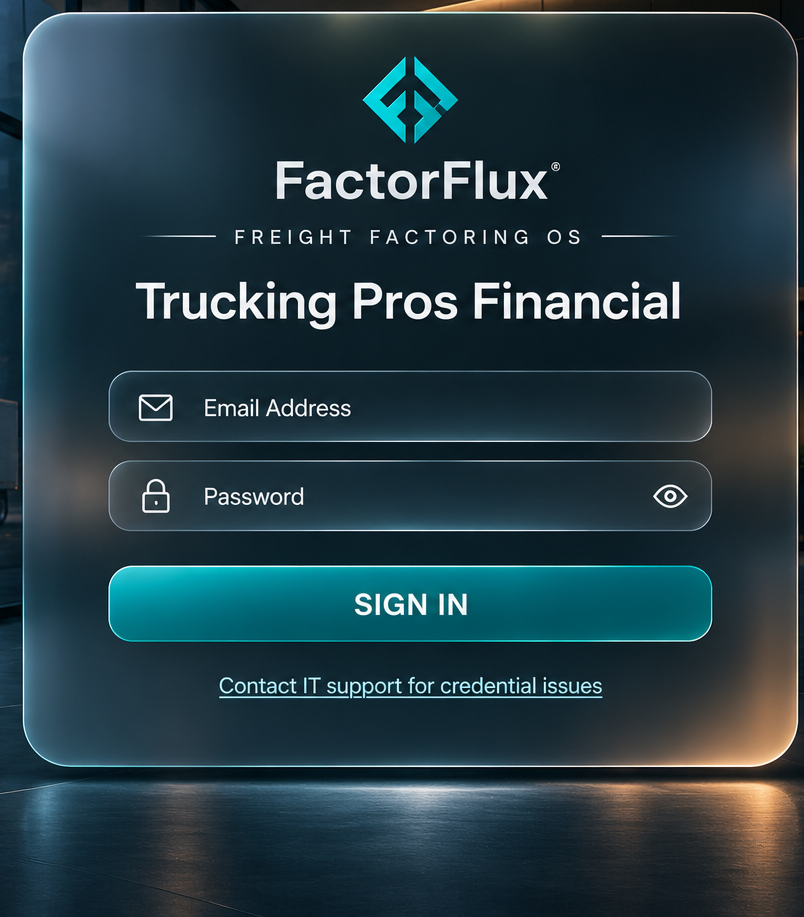 FactorFlux®
FREIGHT FACTORING OS
Trucking Pros Financial
Email Address
Password
SIGN IN
Contact IT support for credential issues